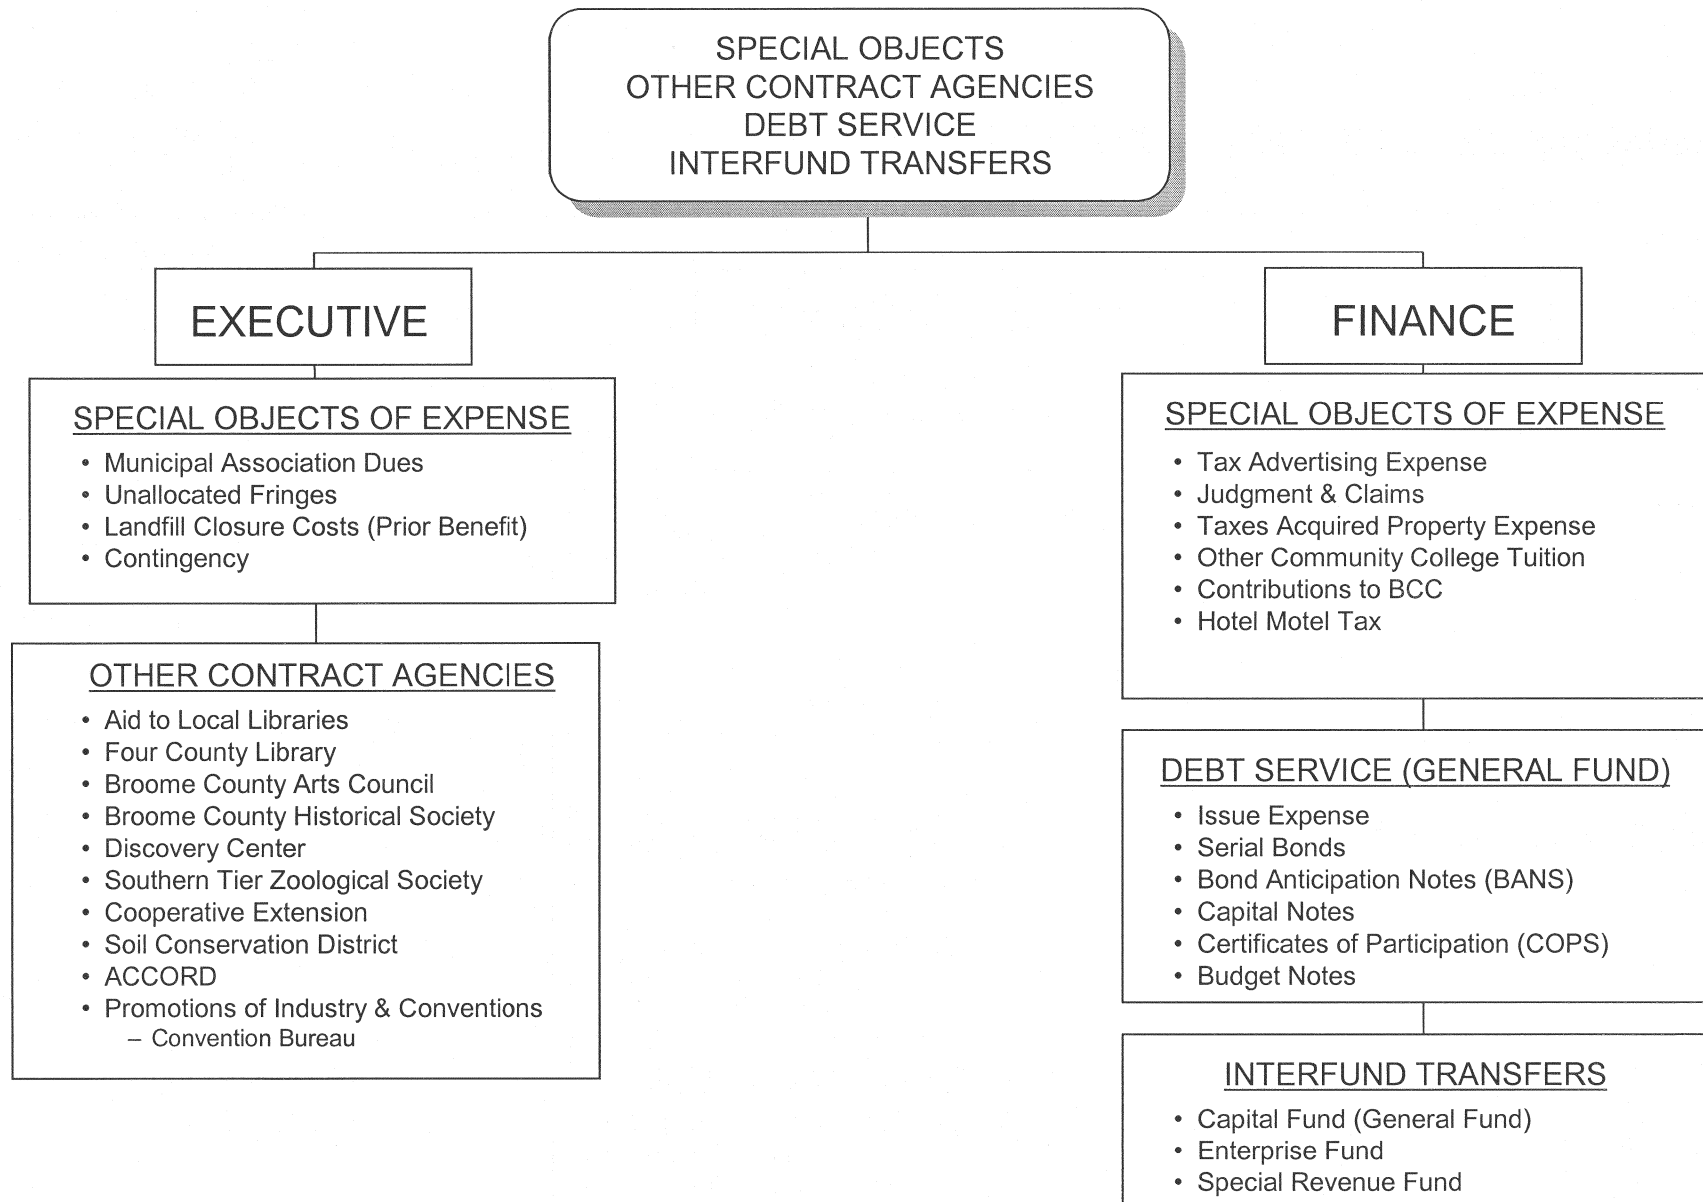 SPECIAL OBJECTS
OTHER CONTRACT AGENCIES
DEBT SERVICE
INTERFUND TRANSFERS
EXECUTIVE
SPECIAL OBJECTS OF EXPENSE
• Municipal Association Dues
• Unallocated Fringes
• Landfill Closure Costs (Prior Benefit)
• Contingency
OTHER CONTRACT AGENCIES
• Aid to Local Libraries
• Four County Library
• Broome County Arts Council
• Broome County Historical Society
• Discovery Center
• Southern Tier Zoological Society
• Cooperative Extension
• Soil Conservation District
• ACCORD
• Promotions of Industry & Conventions
– Convention Bureau
FINANCE
SPECIAL OBJECTS OF EXPENSE
• Tax Advertising Expense
• Judgment & Claims
• Taxes Acquired Property Expense
• Other Community College Tuition
• Contributions to BCC
• Hotel Motel Tax
DEBT SERVICE (GENERAL FUND)
• Issue Expense
• Serial Bonds
• Bond Anticipation Notes (BANS)
• Capital Notes
• Certificates of Participation (COPS)
• Budget Notes
INTERFUND TRANSFERS
• Capital Fund (General Fund)
• Enterprise Fund
• Special Revenue Fund